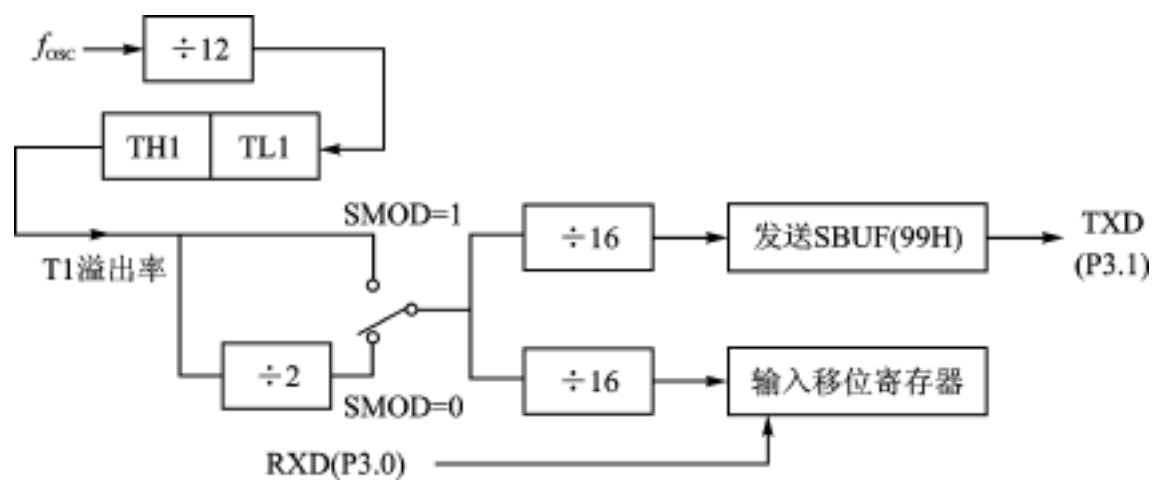 fosc
÷12
TH1
TL1
SMOD=1
T1溢出率
÷16
发送SBUF(99H)
TXD
(P3.1)
÷2
SMOD=0
÷16
输入移位寄存器
RXD(P3.0)